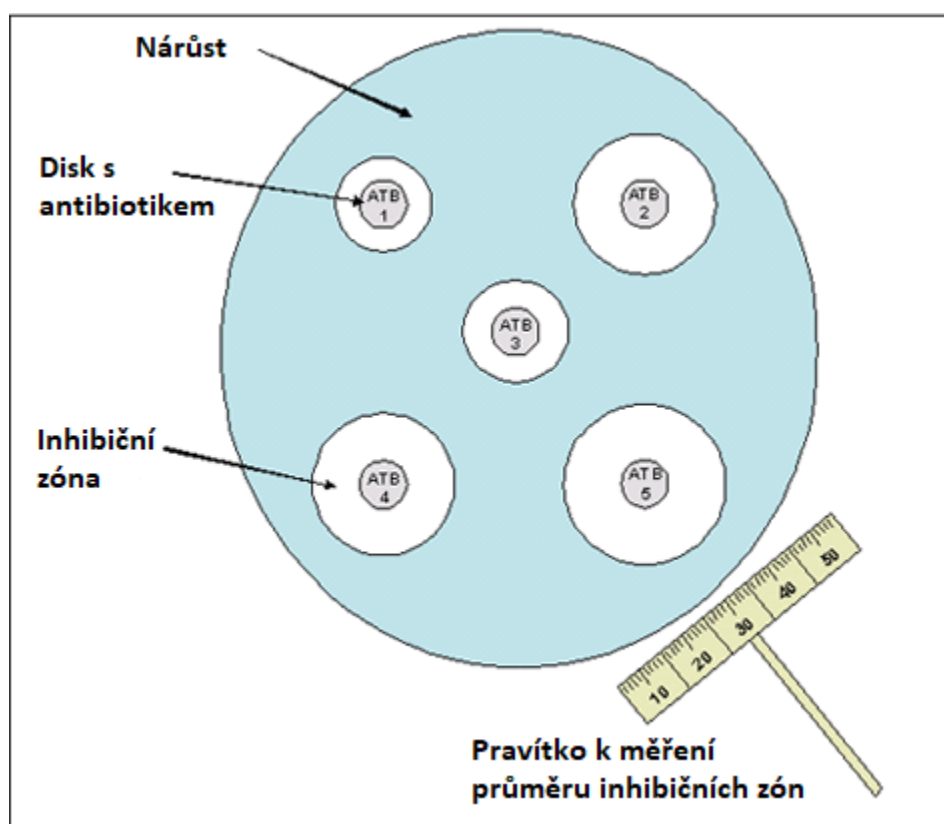 Nárůst
Disk s
antibiotikem
ATB
1
ATB
2
ATB
3
Inhibiční
zóna
ATB
4
ATB
5
10 20 30 40 50
Pravítko k měření
průměru inhibičních zón